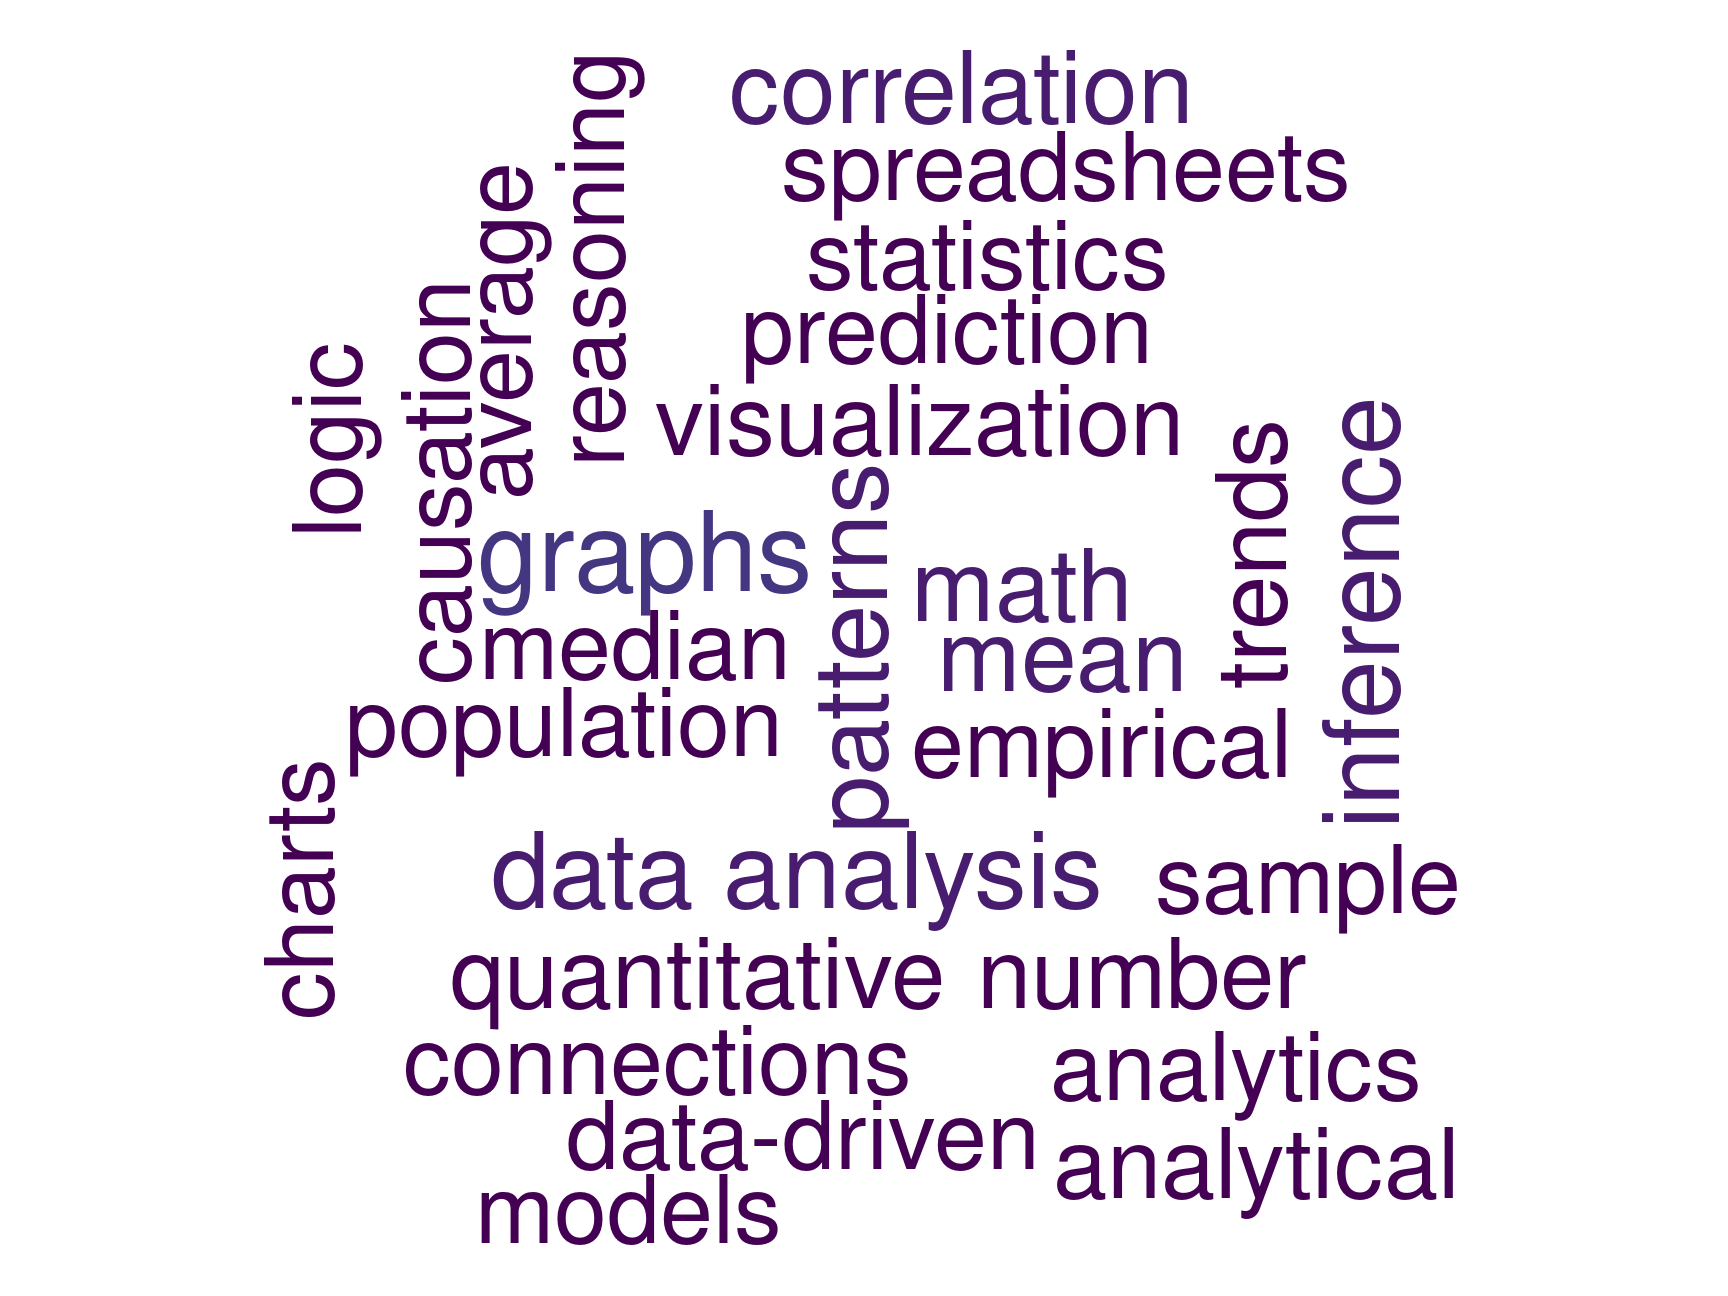 correlation
spreadsheets
statistics
prediction
visualization
reasoning
average
causation
logic
graphs
patterns
math
mean
trends
inference
median
population
empirical
charts
data analysis
sample
quantitative
number
connections
analytics
data-driven
analytical
models